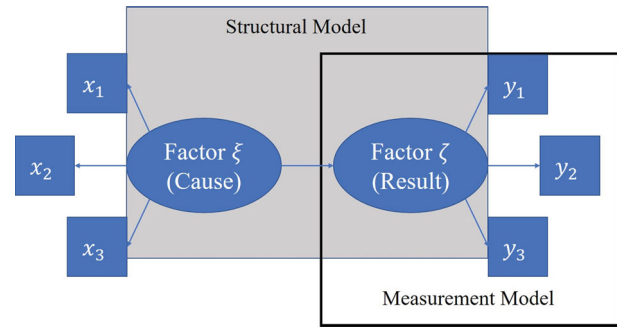 Structural Model
x₁
y₁
Factor ξ
(Cause)
Factor ζ
(Result)
x₂
y₂
x₃
y₃
Measurement Model